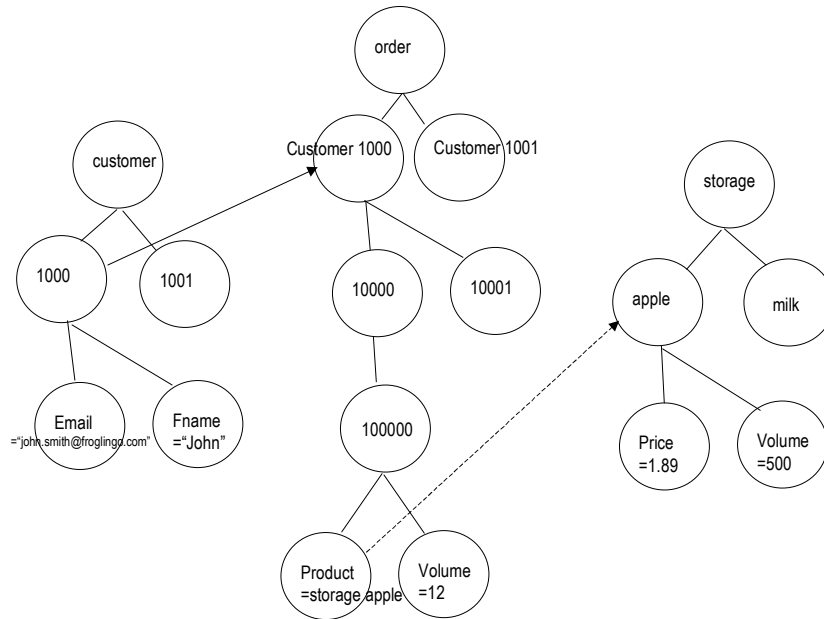 order
Customer 1000
Customer 1001
customer
storage
1000
1001
10000
10001
apple
milk
Email
="john.smith@froglingo.com"
Fname
="John"
100000
Price
=1.89
Volume
=500
Product
=storage apple
Volume
=12